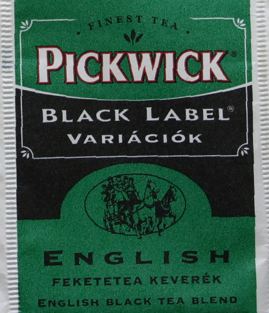 FINEST TEA
PICKWICK®
BLACK LABEL®
VARIÁCIÓK
ENGLISH
FEKETETEA KEVERÉK
ENGLISH BLACK TEA BLEND